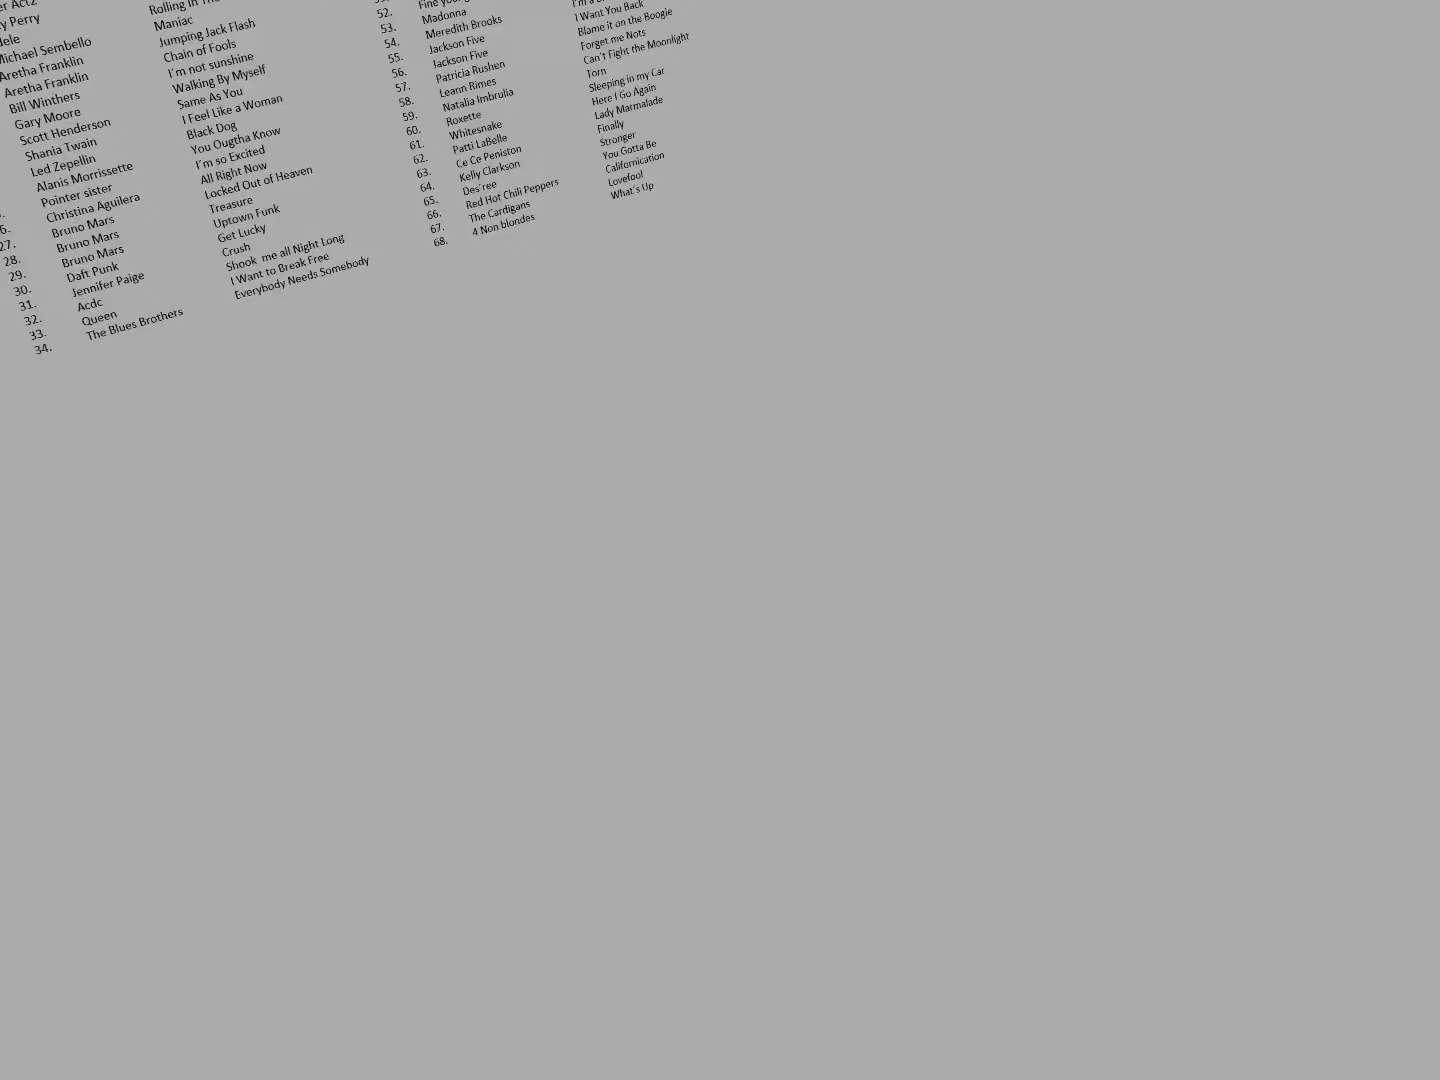 Perry
Rolling In
Michael Sembello Maniac
Aretha Franklin Jumping Jack Flash
Aretha Franklin Chain of Fools
Bill Winthers I'm not sunshine
Gary Moore Walking By Myself
Scott Henderson Same As You
Shania Twain I Feel Like a Woman
Led Zepellin Black Dog
Alanis Morrissette You Ougtha Know
Pointer sister I'm so Excited
Christina Aguilera All Right Now
27. Bruno Mars Locked Out of Heaven
28. Bruno Mars Treasure
29. Bruno Mars Uptown Funk
30. Daft Punk Get Lucky
31. Jennifer Paige Crush
32. Acdc Shook me all Night Long
33. Queen I Want to Break Free
34. The Blues Brothers Everybody Needs Somebody
52. Fine
53. Madonna
54. Meredith Brooks I'm a
55. Jackson Five I Want You Back
56. Jackson Five Blame it on the Boogie
57. Patricia Rushen Forget me Nots
58. Leann Rimes Can't Fight the Moonlight
59. Natalia Imbrulia Torn
60. Roxette Sleeping in my Car
61. Whitesnake Here I Go Again
62. Patti LaBelle Lady Marmalade
63. Ce Ce Peniston Finally
64. Kelly Clarkson Stronger
65. Des'ree You Gotta Be
66. Red Hot Chili Peppers Californication
67. The Cardigans Lovefool
68. 4 Non blondes What's Up